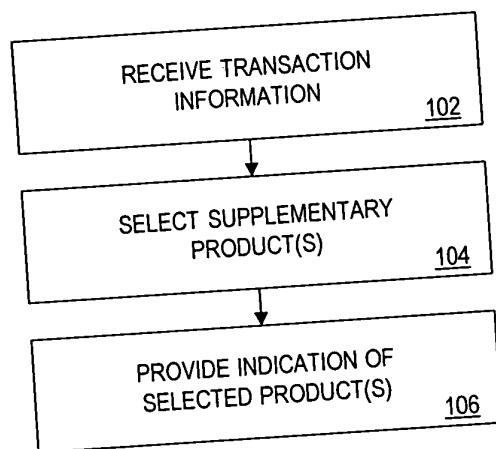 RECEIVE TRANSACTION
INFORMATION
102
SELECT SUPPLEMENTARY
PRODUCT(S)
104
PROVIDE INDICATION OF
SELECTED PRODUCT(S)
106